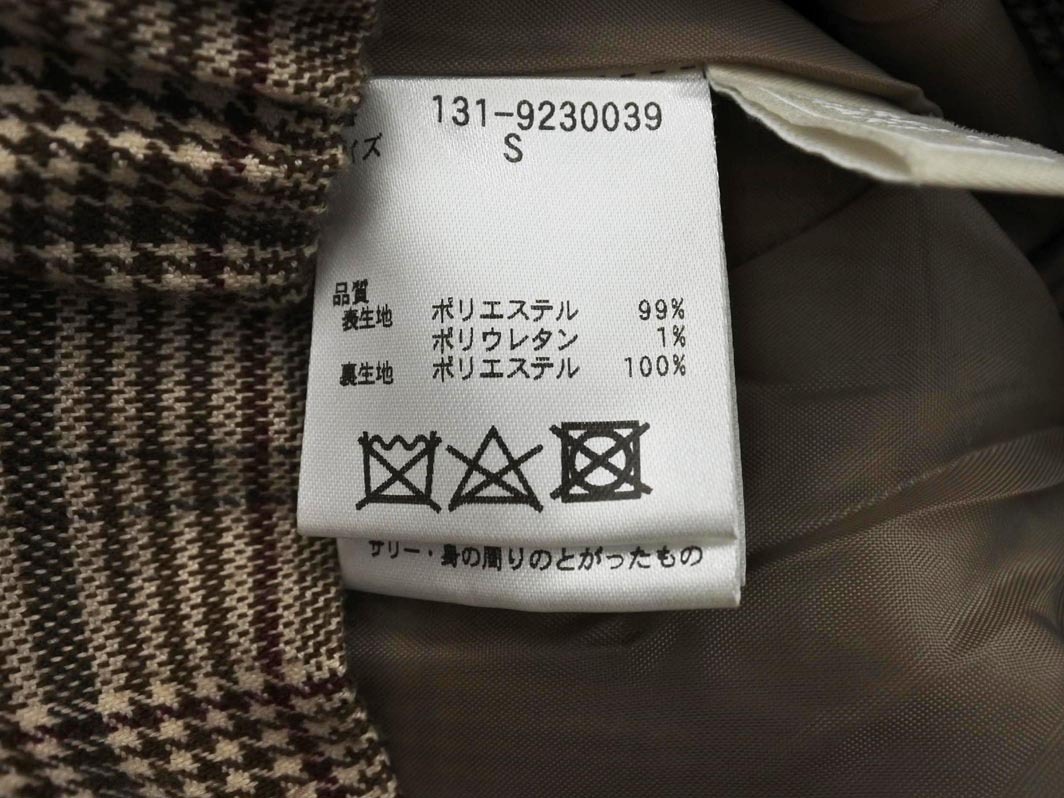 131-9230039
イズ S
品質
表生地 ポリエステル 99%
ポリウレタン 1%
裏生地 ポリエステル 100%
サリー・身の周りのとがったもの